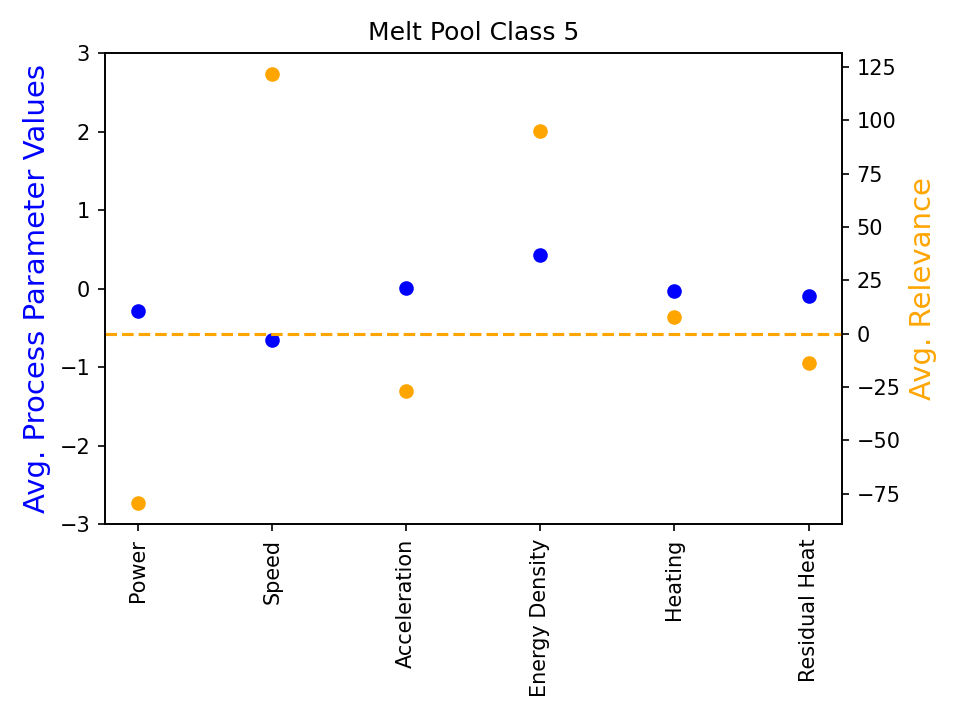 Melt Pool Class 5
Avg. Process Parameter Values
3
2
1
0
−1
−2
−3
125
100
75
50
25
0
−25
−50
−75
Avg. Relevance
Power
Speed
Acceleration
Energy Density
Heating
Residual Heat